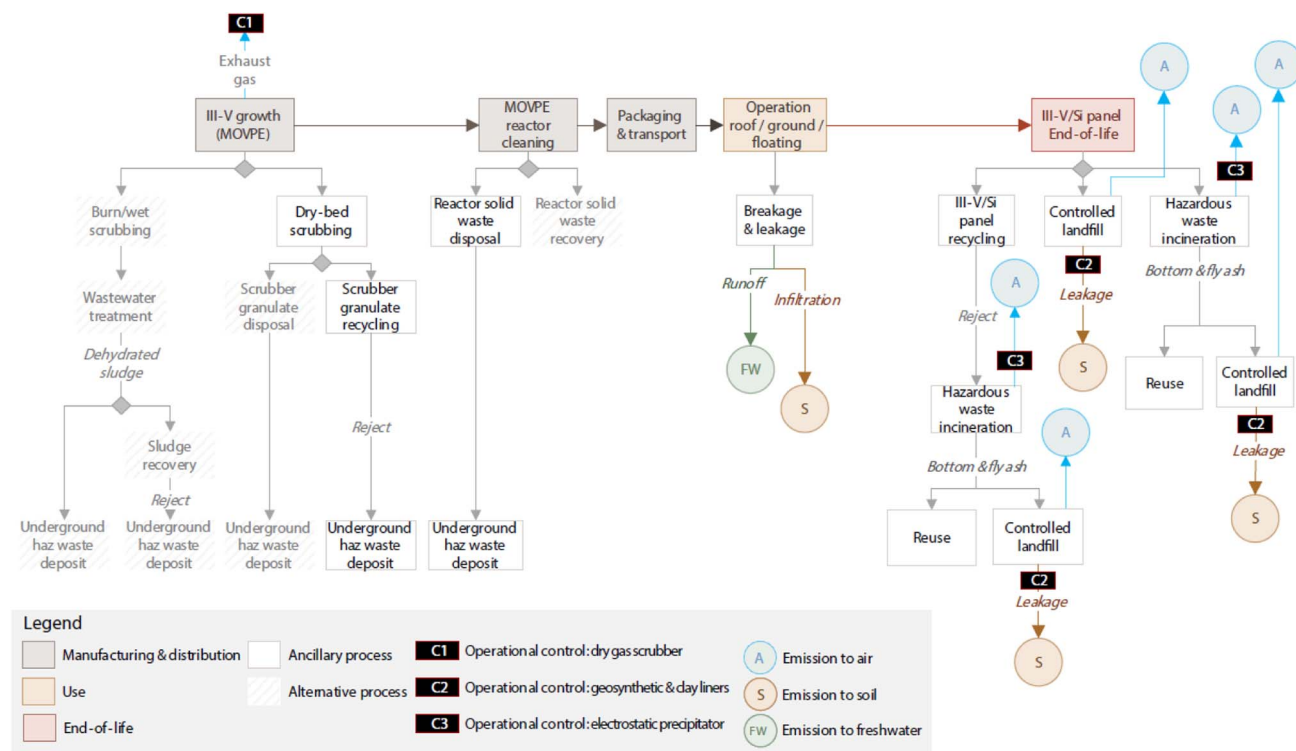 C1
Exhaust
gas
A
A
A
III-V growth
(MOVPE)
MOVPE
reactor
cleaning
Packaging
& transport
Operation
roof / ground /
floating
III-V/Si panel
End-of-life
C3
Burn/wet
scrubbing
Dry-bed
scrubbing
Reactor solid
waste
disposal
Reactor solid
waste
recovery
Breakage
& leakage
III-V/Si
panel
recycling
Controlled
landfill
Hazardous
waste
incineration
C2
Leakage
Bottom & fly ash
Wastewater
treatment
Scrubber
granulate
disposal
Scrubber
granulate
recycling
Runoff
Infiltration
A
Reject
C3
S
Dehydrated
sludge
FW
S
Reuse
Controlled
landfill
Hazardous
waste
incineration
C2
Leakage
Reject
Sludge
recovery
A
Bottom & fly ash
Reject
S
Underground
haz waste
deposit
Underground
haz waste
deposit
Underground
haz waste
deposit
Underground
haz waste
deposit
Underground
haz waste
deposit
Reuse
Controlled
landfill
C2
Leakage
S
Legend
Manufacturing & distribution
Use
End-of-life
Ancillary process
Alternative process
C1 Operational control: dry gas scrubber
C2 Operational control: geosynthetic & clay liners
C3 Operational control: electrostatic precipitator
A Emission to air
S Emission to soil
FW Emission to freshwater